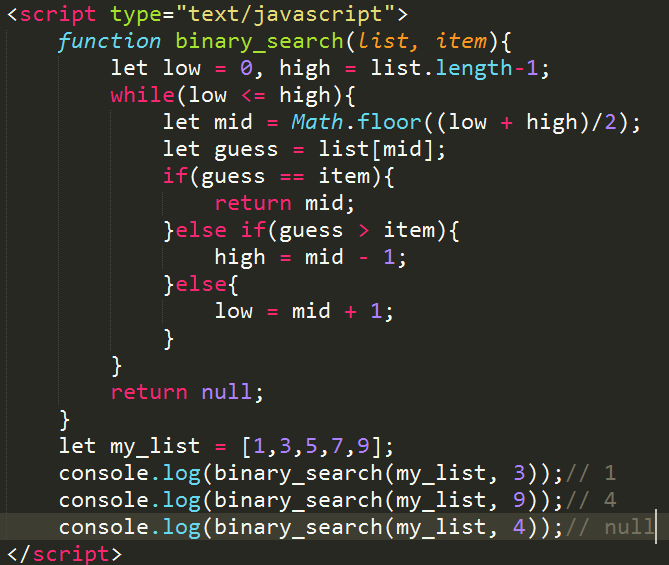 <script type="text/javascript">
    function binary_search(list, item){
        let low = 0, high = list.length-1;
        while(low <= high){
            let mid = Math.floor((low + high)/2);
            let guess = list[mid];
            if(guess == item){
                return mid;
            }else if(guess > item){
                high = mid - 1;
            }else{
                low = mid + 1;
            }
        }
        return null;
    }
    let my_list = [1,3,5,7,9];
    console.log(binary_search(my_list, 3));// 1
    console.log(binary_search(my_list, 9));// 4
    console.log(binary_search(my_list, 4));// null
</script>